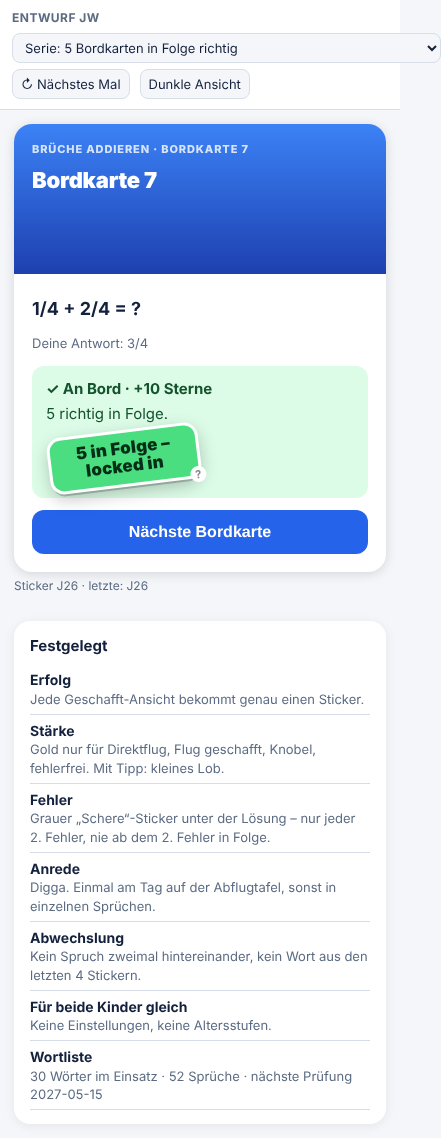 ENTWURF JW
Serie: 5 Bordkarten in Folge richtig
↻ Nächstes Mal
Dunkle Ansicht
BRÜCHE ADDIEREN · BORDKARTE 7
Bordkarte 7
1/4 + 2/4 = ?
Deine Antwort: 3/4
✓ An Bord · +10 Sterne
5 richtig in Folge.
5 in Folge –
locked in
?
Nächste Bordkarte
Sticker J26 · letzte: J26
Festgelegt
Erfolg
Jede Geschafft-Ansicht bekommt genau einen Sticker.
Stärke
Gold nur für Direktflug, Flug geschafft, Knobel,
fehlerfrei. Mit Tipp: kleines Lob.
Fehler
Grauer „Schere“-Sticker unter der Lösung – nur jeder
2. Fehler, nie ab dem 2. Fehler in Folge.
Anrede
Digga. Einmal am Tag auf der Abflugtafel, sonst in
einzelnen Sprüchen.
Abwechslung
Kein Spruch zweimal hintereinander, kein Wort aus den
letzten 4 Stickern.
Für beide Kinder gleich
Keine Einstellungen, keine Altersstufen.
Wortliste
30 Wörter im Einsatz · 52 Sprüche · nächste Prüfung
2027-05-15